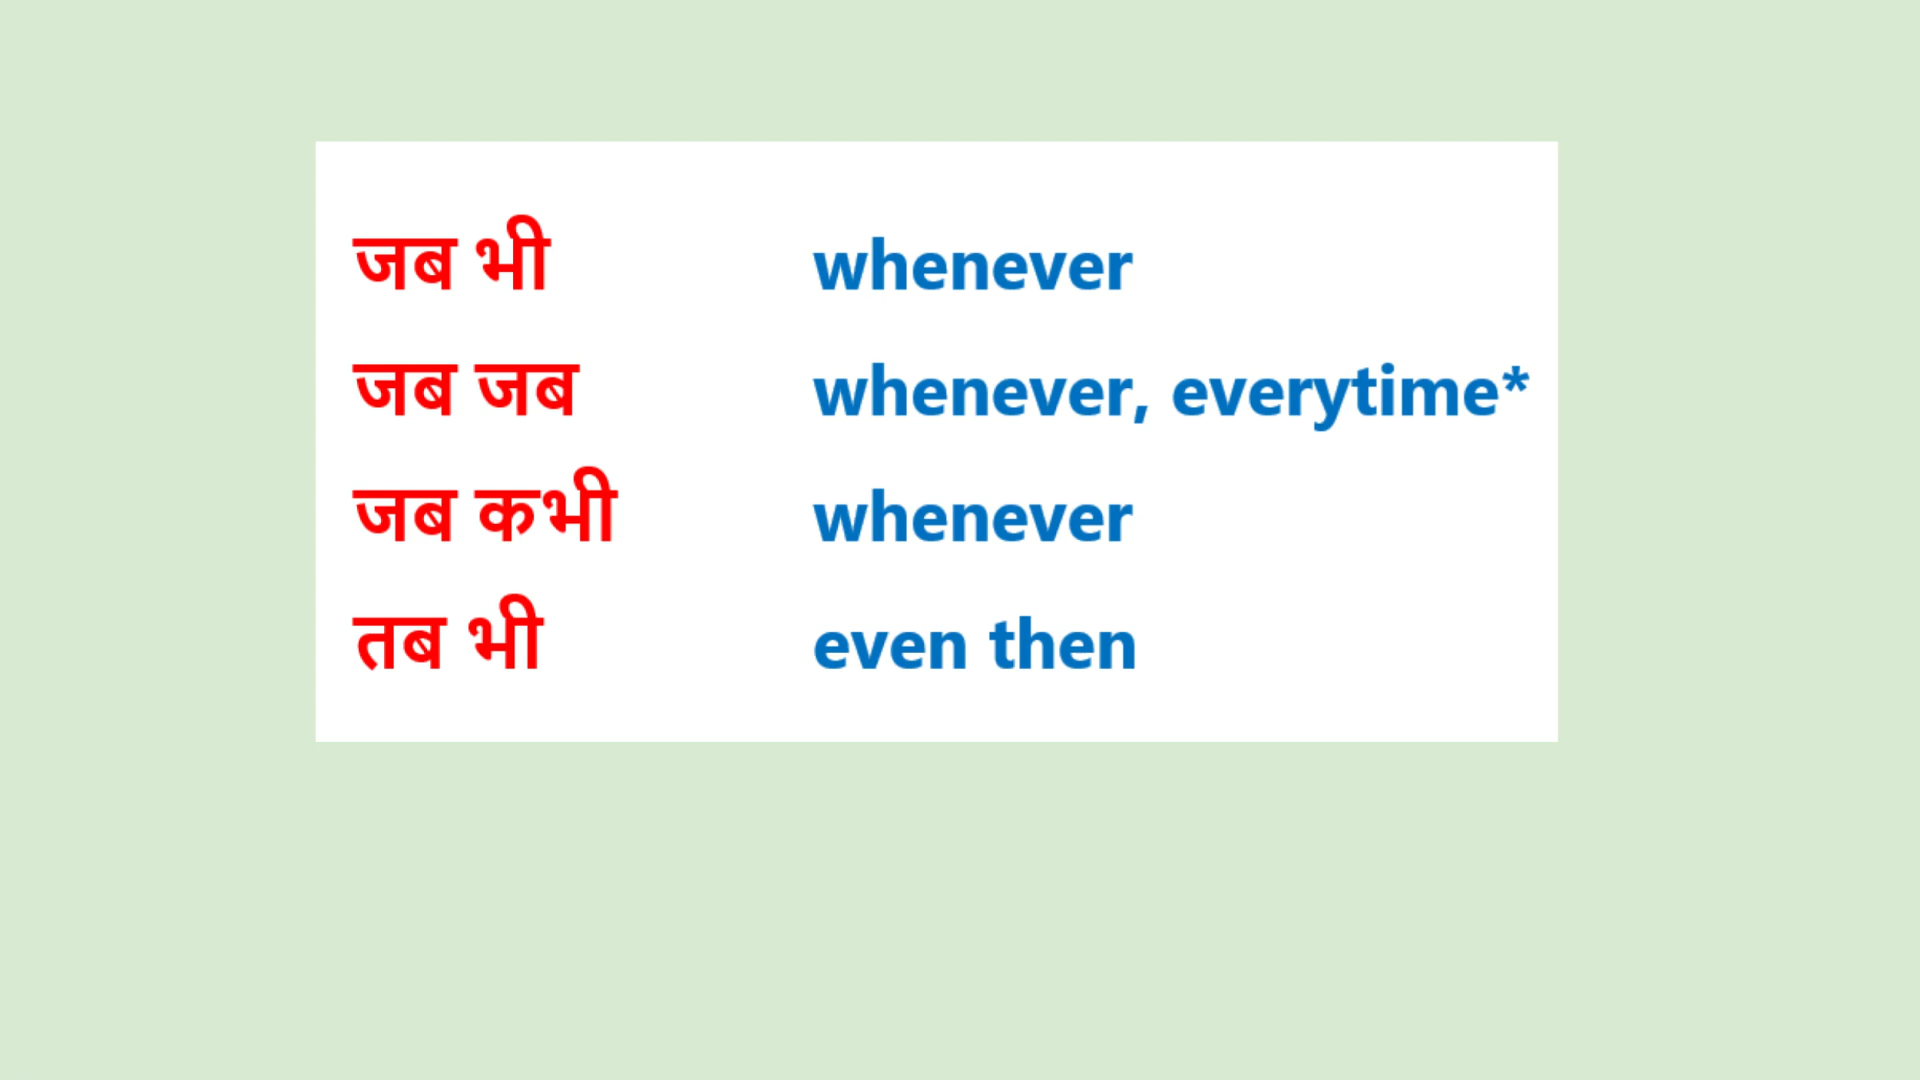 जब भी whenever
जब जब whenever, everytime*
जब कभी whenever
तब भी even then